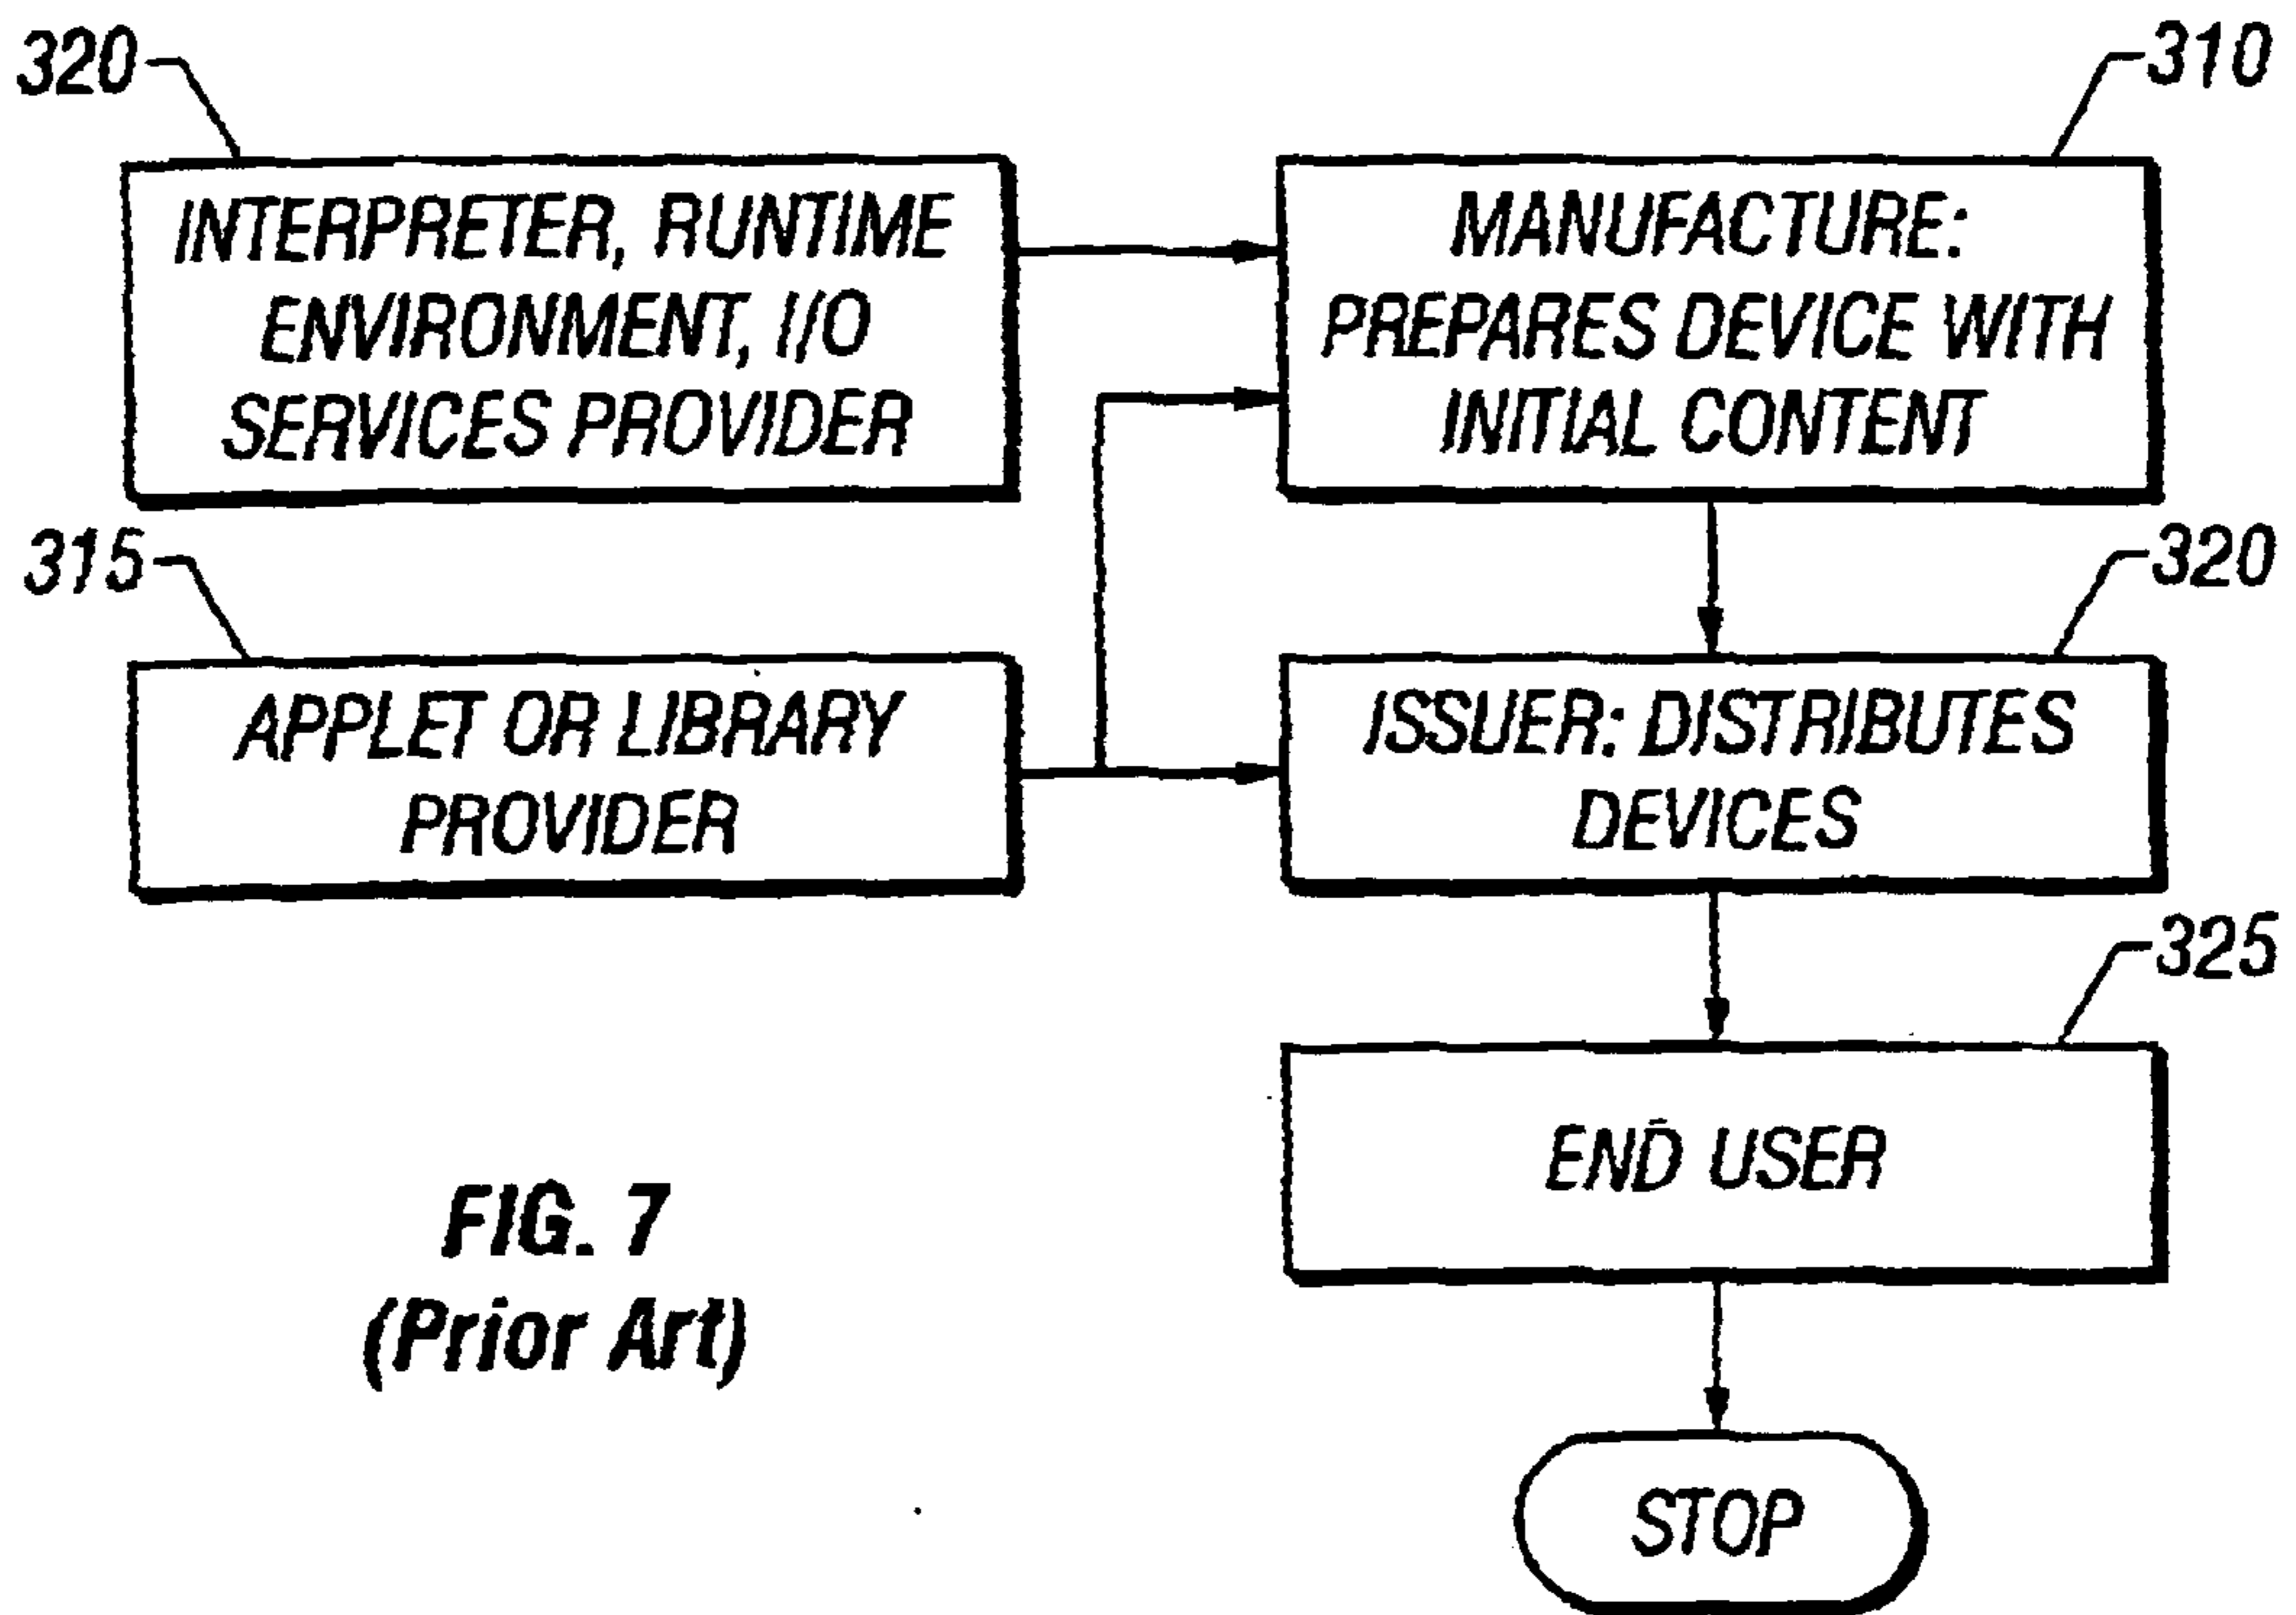 320
INTERPRETER, RUNTIME
ENVIRONMENT, I/O
SERVICES PROVIDER
310
MANUFACTURE:
PREPARES DEVICE WITH
INITIAL CONTENT
315
APPLET OR LIBRARY
PROVIDER
320
ISSUER: DISTRIBUTES
DEVICES
325
END USER
STOP
FIG. 7
(Prior Art)